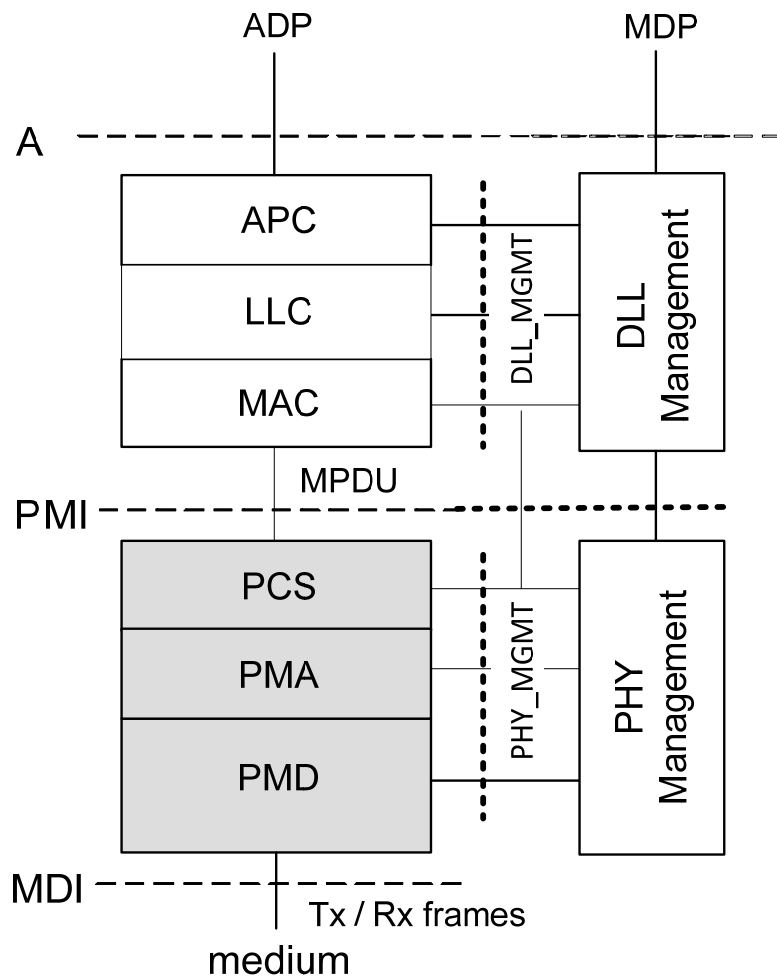 ADP
MDP
A
APC
LLC
MAC
DLL_MGMT
DLL
Management
MPDU
PMI
PCS
PMA
PMD
PHY_MGMT
PHY
Management
MDI
Tx / Rx frames
medium